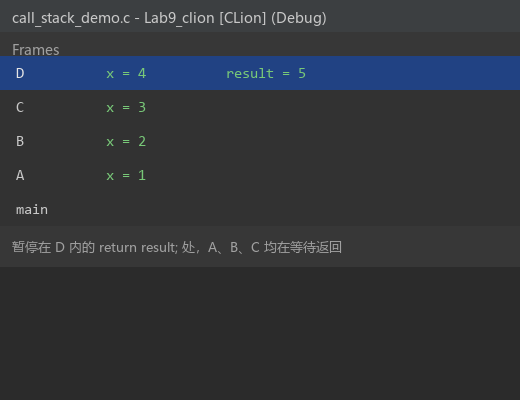 call_stack_demo.c - Lab9_clion [CLion] (Debug)
Frames
D x = 4 result = 5
C x = 3
B x = 2
A x = 1
main
暂停在 D 内的 return result; 处，A、B、C 均在等待返回